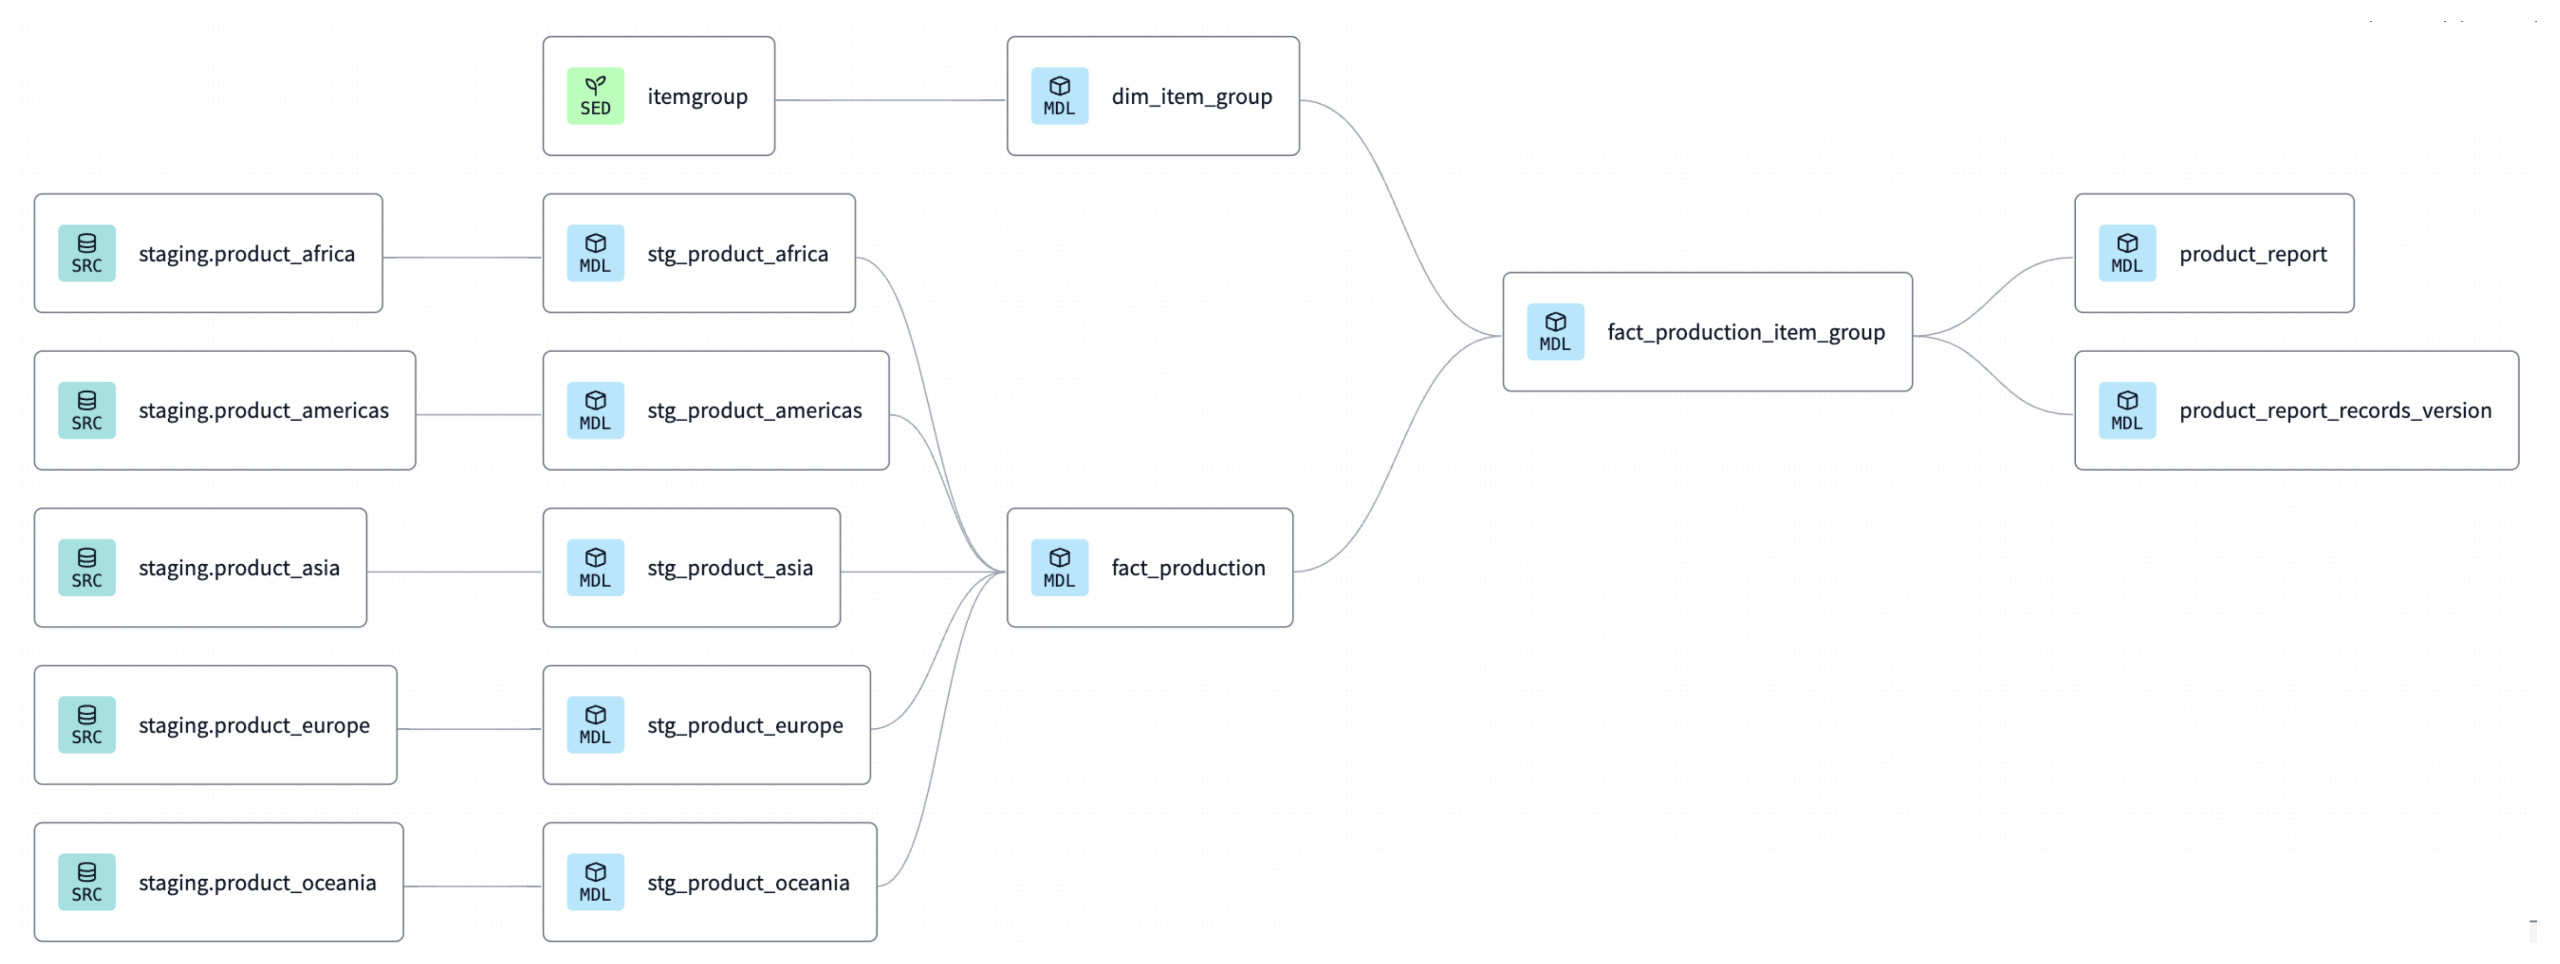 SED
itemgroup
MDL
dim_item_group
SRC
staging.product_africa
MDL
stg_product_africa
MDL
product_report
MDL
fact_production_item_group
SRC
staging.product_americas
MDL
stg_product_americas
MDL
product_report_records_version
SRC
staging.product_asia
MDL
stg_product_asia
MDL
fact_production
SRC
staging.product_europe
MDL
stg_product_europe
SRC
staging.product_oceania
MDL
stg_product_oceania